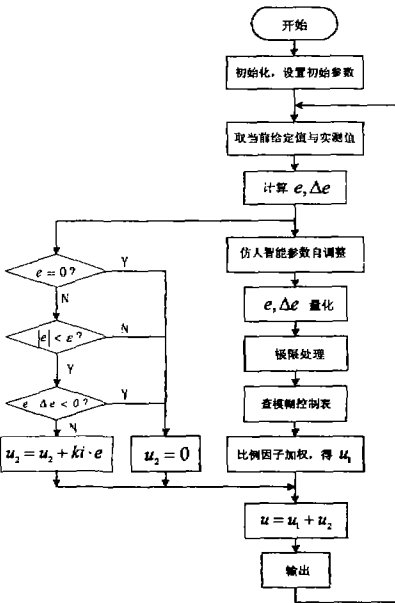 开始
初始化，设置初始参数
取当前给定值与实测值
计算 e,Δe
仿人智能参数自调整
e=0?
Y
N
e,Δe 量化
|e|<ε?
N
Y
极限处理
e·Δe<0?
Y
N
查模糊控制表
u₂=u₂+ki·e
u₂=0
比例因子加权，得 u₁
u=u₁+u₂
输出